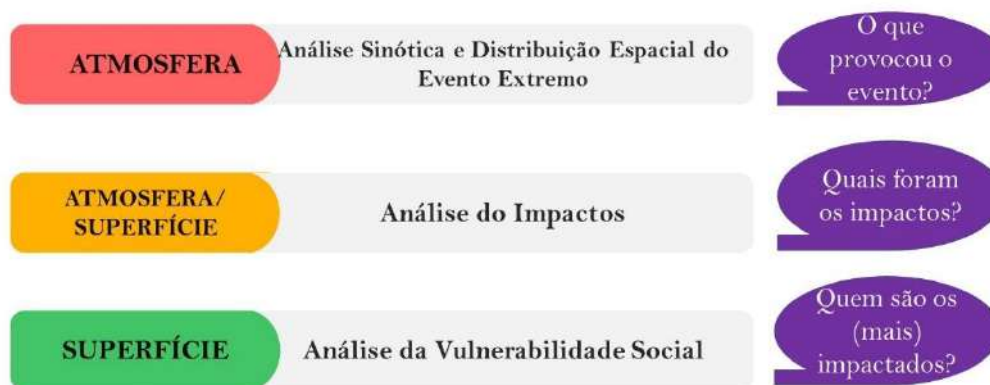 ATMOSFERA
Análise Sinótica e Distribuição Espacial do
Evento Extremo
O que
provocou o
evento?
ATMOSFERA/
SUPERFÍCIE
Análise do Impactos
Quais foram
os impactos?
SUPERFÍCIE
Análise da Vulnerabilidade Social
Quem são os
(mais)
impactados?